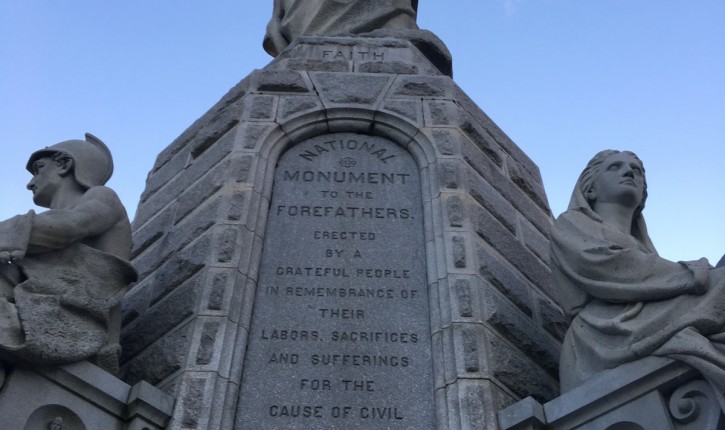 FAITH
NATIONAL
MONUMENT
TO THE
FOREFATHERS.
ERECTED
BY A
GRATEFUL PEOPLE
IN REMEMBRANCE OF
THEIR
LABORS, SACRIFICES
AND SUFFERINGS
FOR THE
CAUSE OF CIVIL